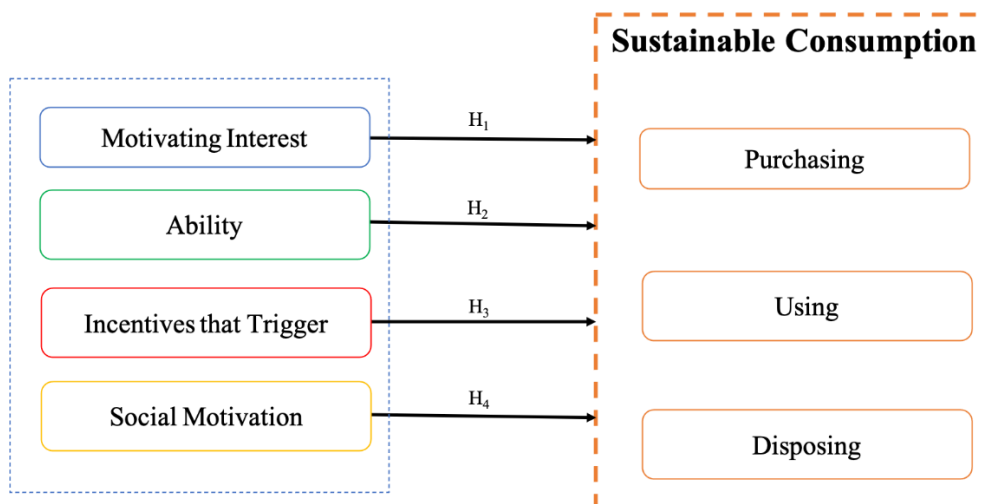 Sustainable Consumption
Motivating Interest
H₁
Purchasing
Ability
H₂
Incentives that Trigger
H₃
Using
Social Motivation
H₄
Disposing